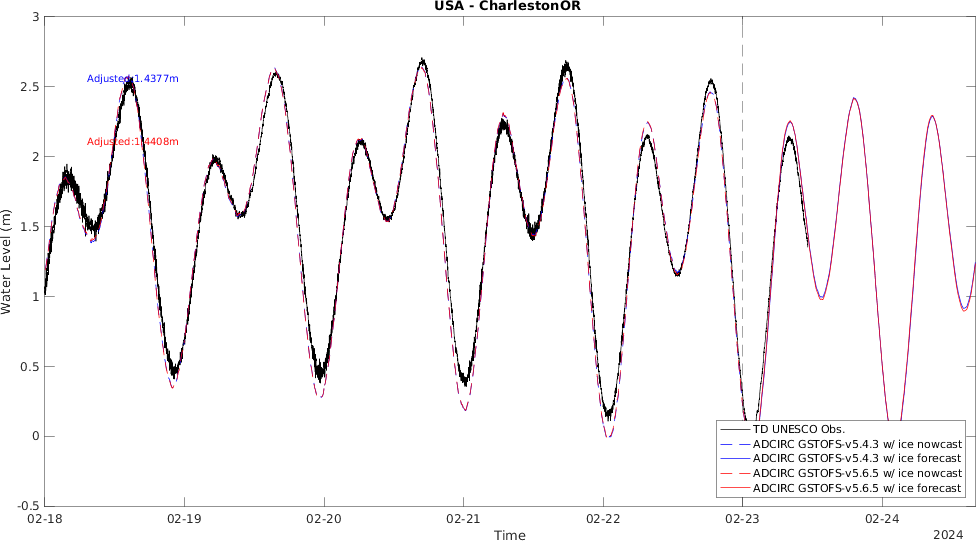 USA - CharlestonOR
3
2.5
2
1.5
1
0.5
0
-0.5
Water Level (m)
Adjusted:1.4377m
Adjusted:1.4408m
TD UNESCO Obs.
ADCIRC GSTOFS-v5.4.3 w/ ice nowcast
ADCIRC GSTOFS-v5.4.3 w/ ice forecast
ADCIRC GSTOFS-v5.6.5 w/ ice nowcast
ADCIRC GSTOFS-v5.6.5 w/ ice forecast
02-18 02-19 02-20 02-21 02-22 02-23 02-24
Time
2024